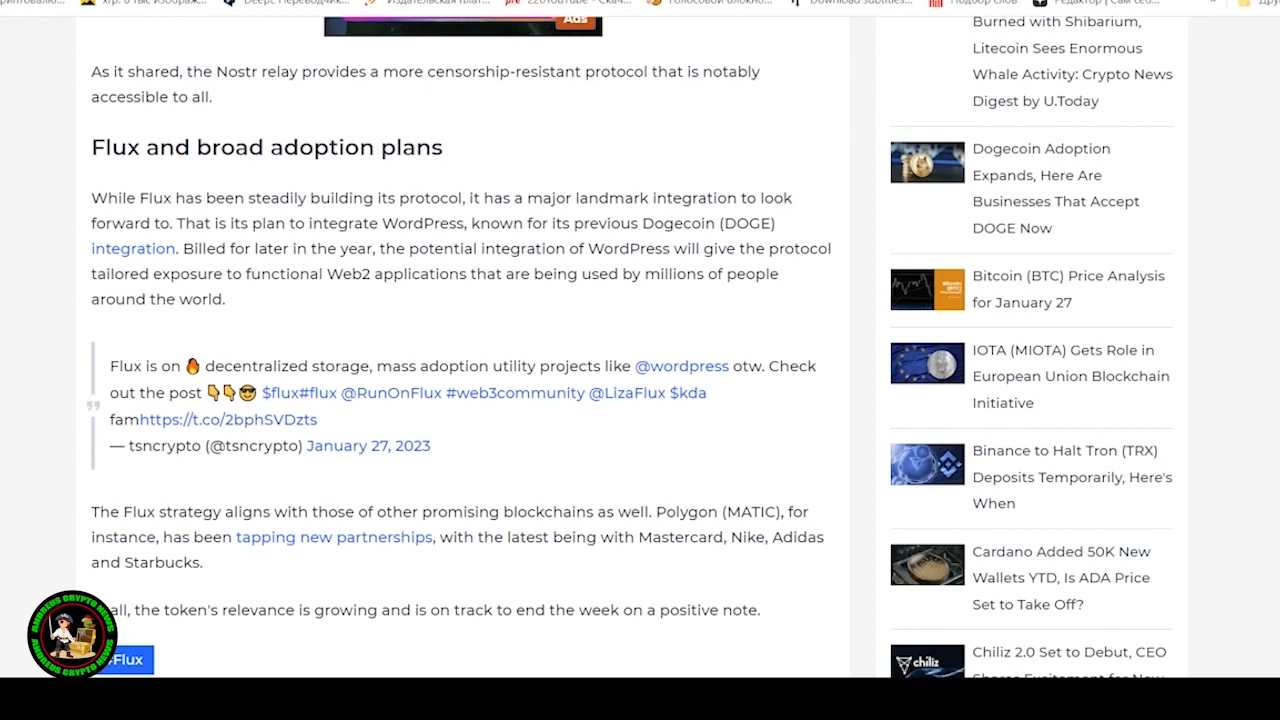 Ads
As it shared, the Nostr relay provides a more censorship-resistant protocol that is notably
accessible to all.
Flux and broad adoption plans
While Flux has been steadily building its protocol, it has a major landmark integration to look
forward to. That is its plan to integrate WordPress, known for its previous Dogecoin (DOGE)
integration. Billed for later in the year, the potential integration of WordPress will give the protocol
tailored exposure to functional Web2 applications that are being used by millions of people
around the world.
Flux is on 🔥 decentralized storage, mass adoption utility projects like @wordpress otw. Check
out the post 👇👇😎 $flux#flux @RunOnFlux #web3community @LizaFlux $kda
famhttps://t.co/2bphSVDzts
— tsncrypto (@tsncrypto) January 27, 2023
The Flux strategy aligns with those of other promising blockchains as well. Polygon (MATIC), for
instance, has been tapping new partnerships, with the latest being with Mastercard, Nike, Adidas
and Starbucks.
all, the token's relevance is growing and is on track to end the week on a positive note.
#Flux
ANDREUS CRYPTO NEWS
ANDREUS CRYPTO NEWS
Burned with Shibarium,
Litecoin Sees Enormous
Whale Activity: Crypto News
Digest by U.Today
Dogecoin Adoption
Expands, Here Are
Businesses That Accept
DOGE Now
Bitcoin (BTC) Price Analysis
for January 27
IOTA (MIOTA) Gets Role in
European Union Blockchain
Initiative
Binance to Halt Tron (TRX)
Deposits Temporarily, Here's
When
Cardano Added 50K New
Wallets YTD, Is ADA Price
Set to Take Off?
chiliz
Chiliz 2.0 Set to Debut, CEO